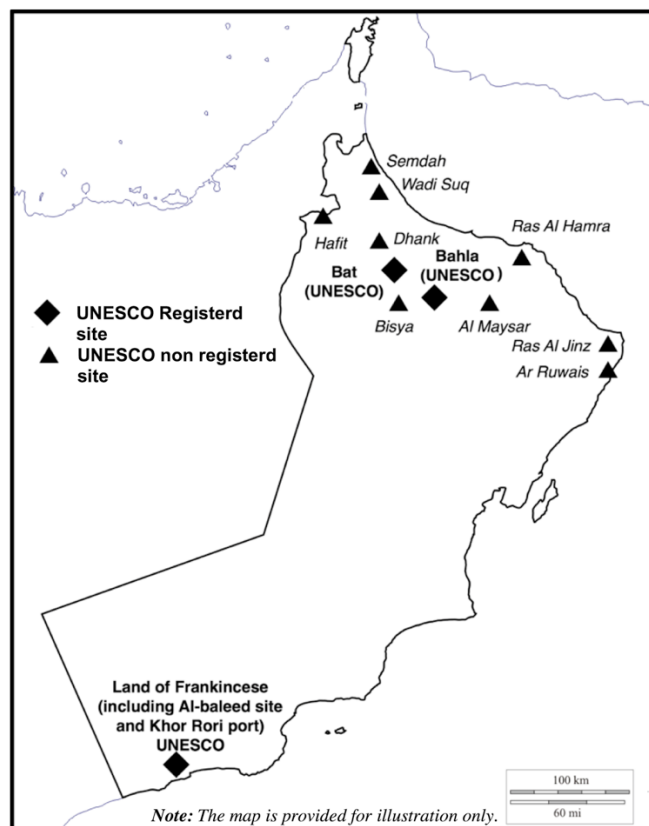 Semdah
Wadi Suq
Ras Al Hamra
Hafit
Dhank
Bahla
(UNESCO)
Bat
(UNESCO)
UNESCO Registerd
site
Bisya
Al Maysar
UNESCO non registerd
site
Ras Al Jinz
Ar Ruwais
Land of Frankincese
(including Al-baleed site
and Khor Rori port)
UNESCO
100 km
60 mi
Note: The map is provided for illustration only.